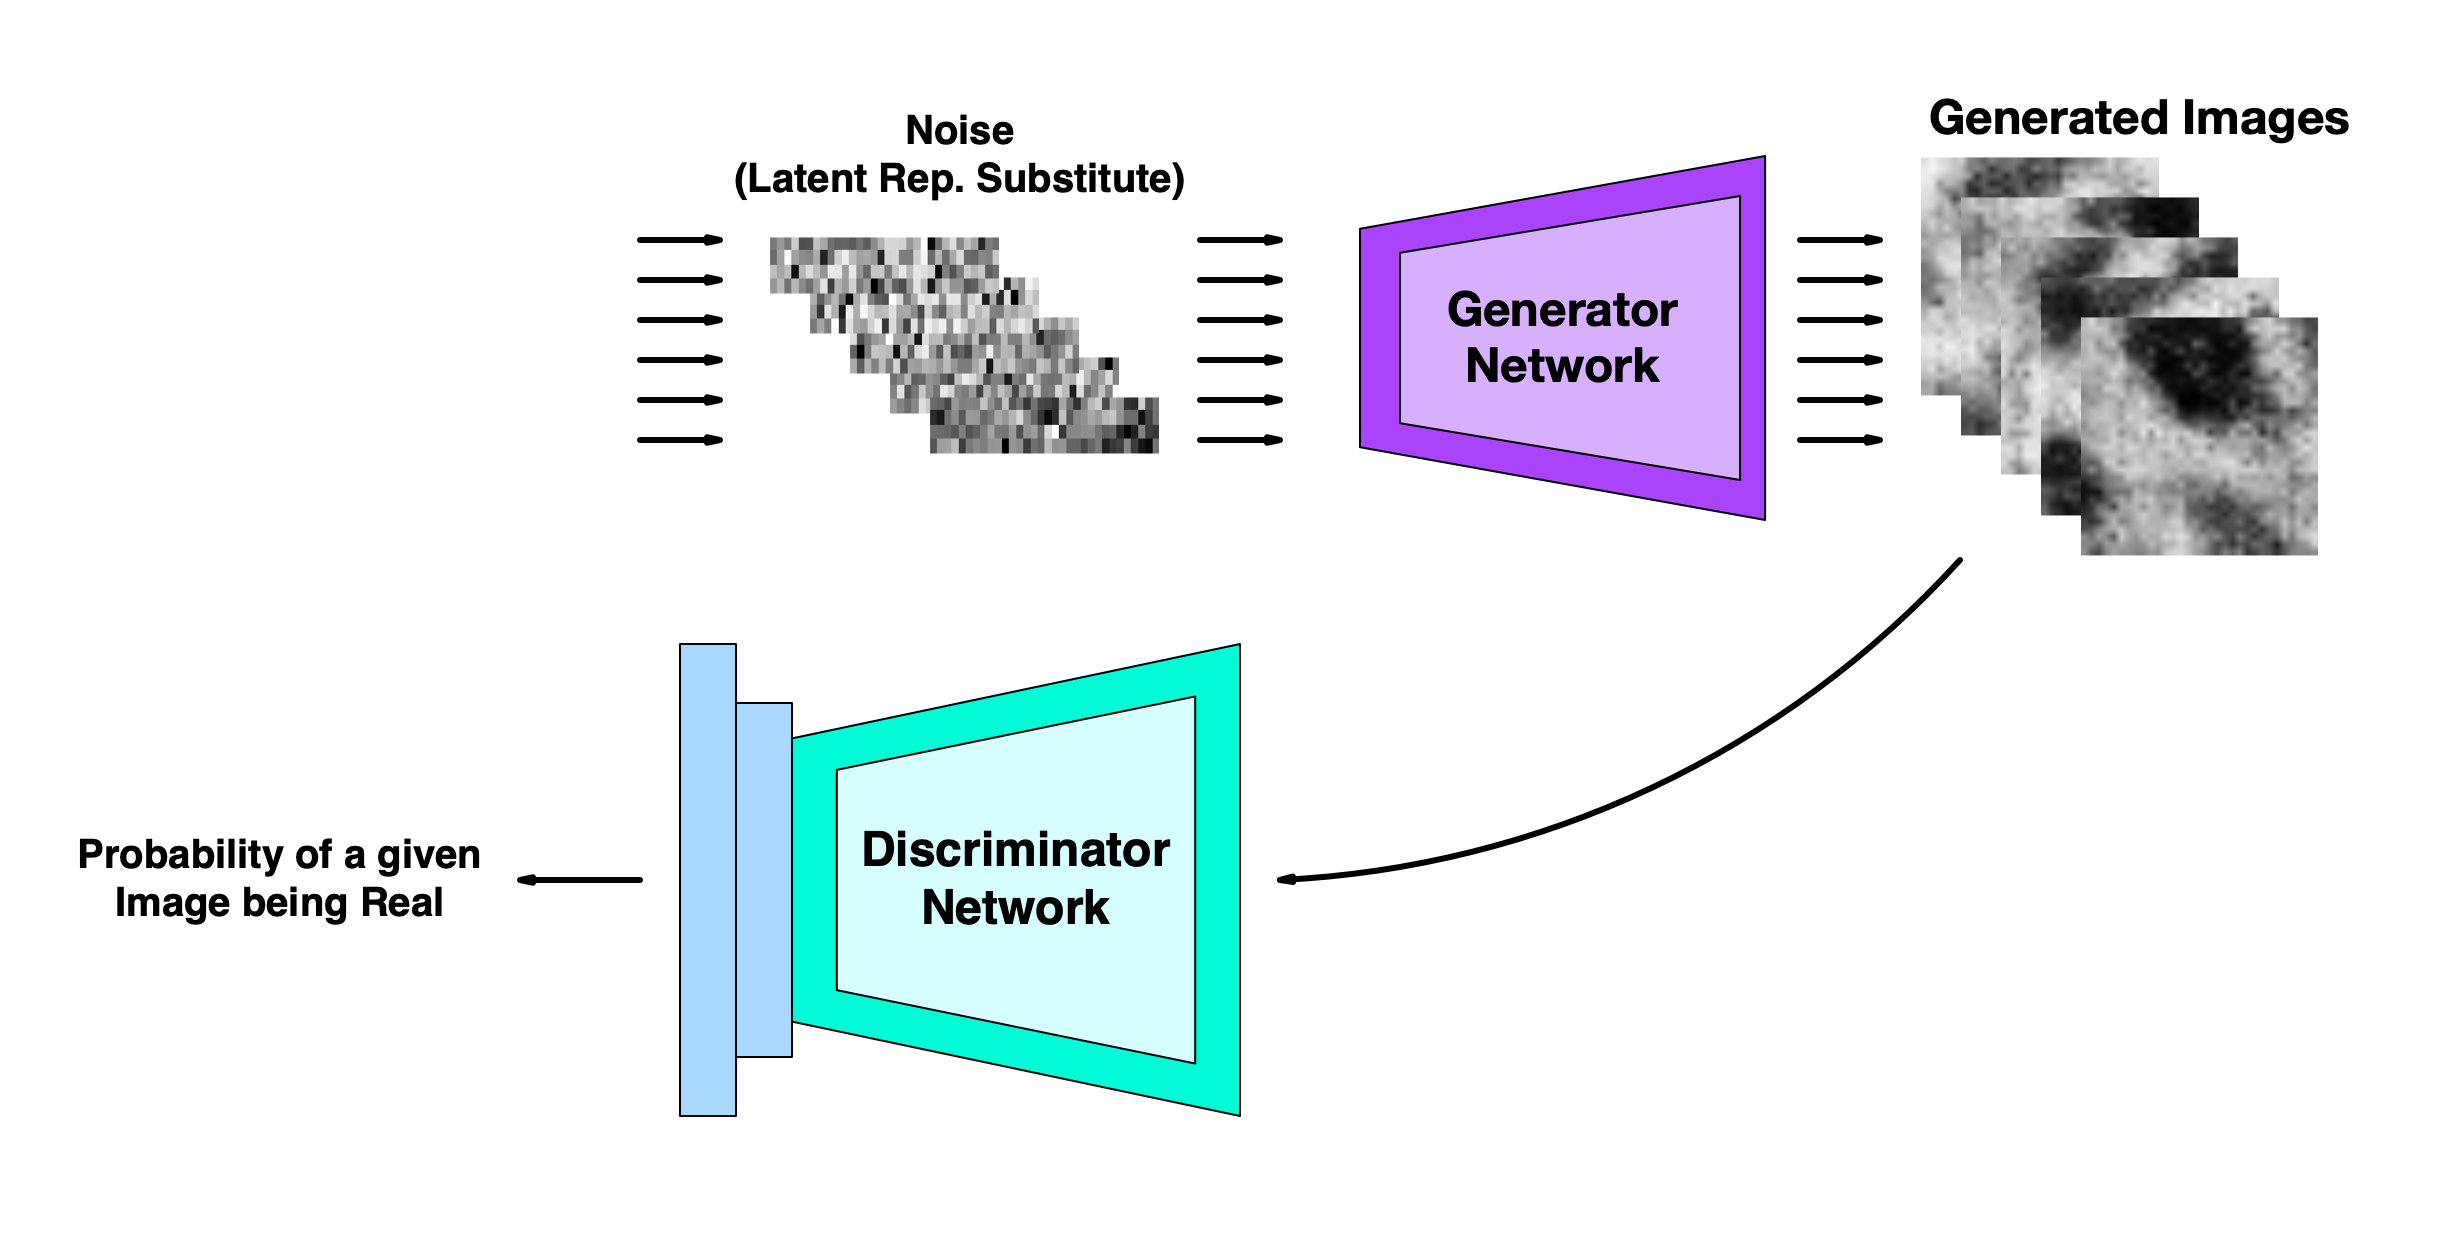 Noise
(Latent Rep. Substitute)
Generated Images
Generator
Network
Discriminator
Network
Probability of a given
Image being Real